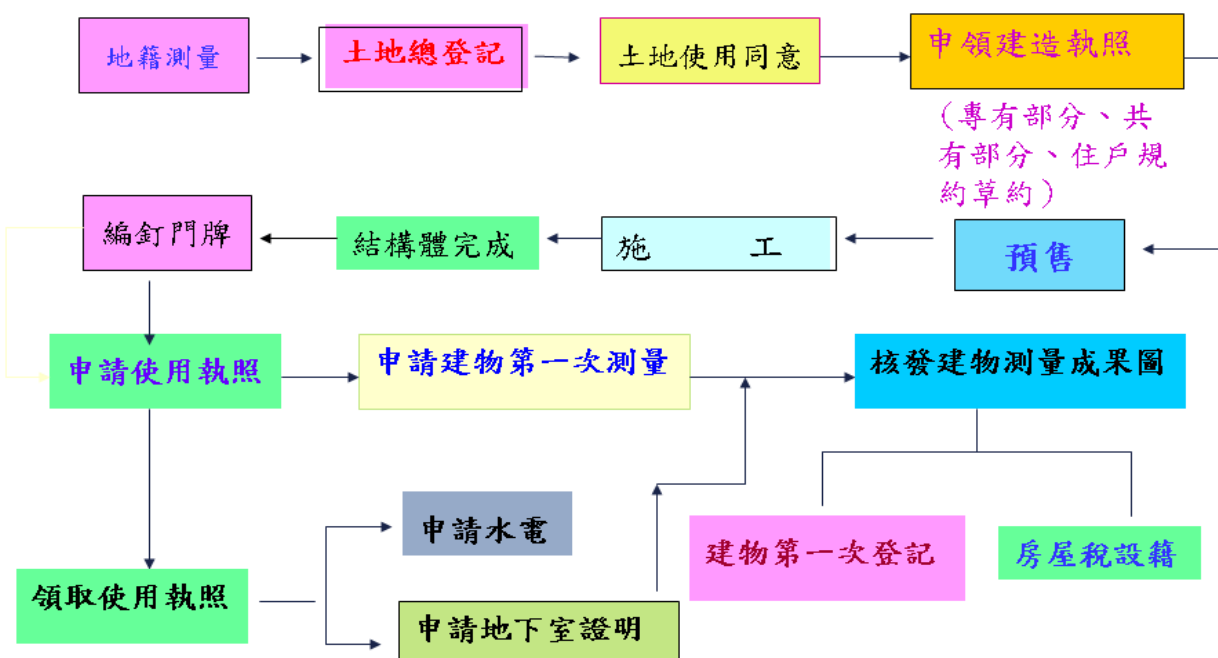 地籍測量
土地總登記
土地使用同意
申領建造執照
(專有部分、共
有部分、住戶規
約草約)
編釘門牌
結構體完成
施 工
預售
申請使用執照
申請建物第一次測量
核發建物測量成果圖
申請水電
建物第一次登記
房屋稅設籍
領取使用執照
申請地下室證明